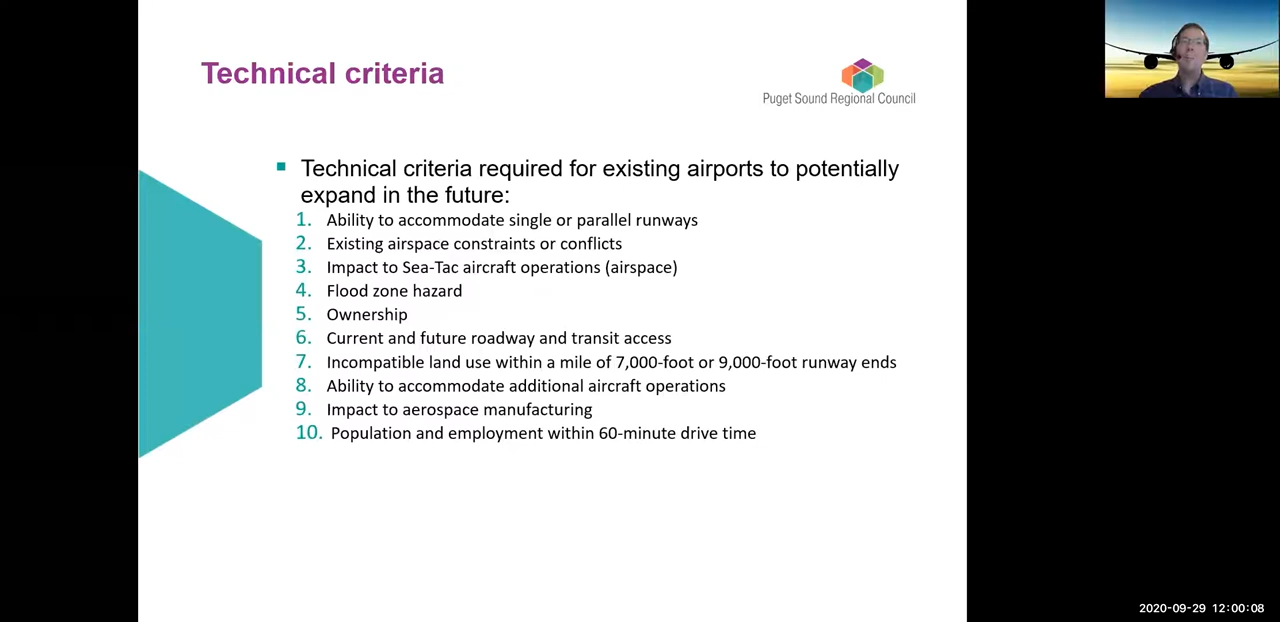 Technical criteria
Puget Sound Regional Council
Technical criteria required for existing airports to potentially
expand in the future:
1. Ability to accommodate single or parallel runways
2. Existing airspace constraints or conflicts
3. Impact to Sea-Tac aircraft operations (airspace)
4. Flood zone hazard
5. Ownership
6. Current and future roadway and transit access
7. Incompatible land use within a mile of 7,000-foot or 9,000-foot runway ends
8. Ability to accommodate additional aircraft operations
9. Impact to aerospace manufacturing
10. Population and employment within 60-minute drive time
2020-09-29 12:00:08